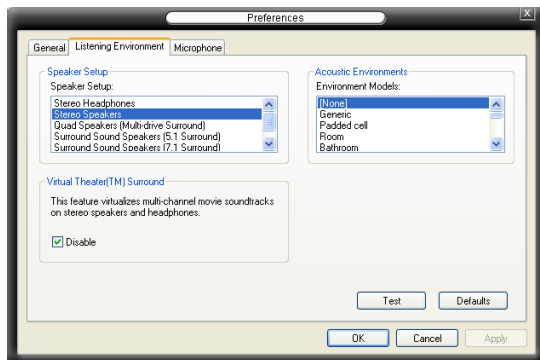 Preferences
X
General
Listening Environment
Microphone
Speaker Setup
Speaker Setup:
Stereo Headphones
Stereo Speakers
Quad Speakers (Multi-drive Surround)
Surround Sound Speakers (5.1 Surround)
Surround Sound Speakers (7.1 Surround)
Acoustic Environments
Environment Models:
[None]
Generic
Padded cell
Room
Bathroom
Virtual Theater(TM) Surround
This feature virtualizes multi-channel movie soundtracks
on stereo speakers and headphones.
Disable
Test
Defaults
OK
Cancel
Apply